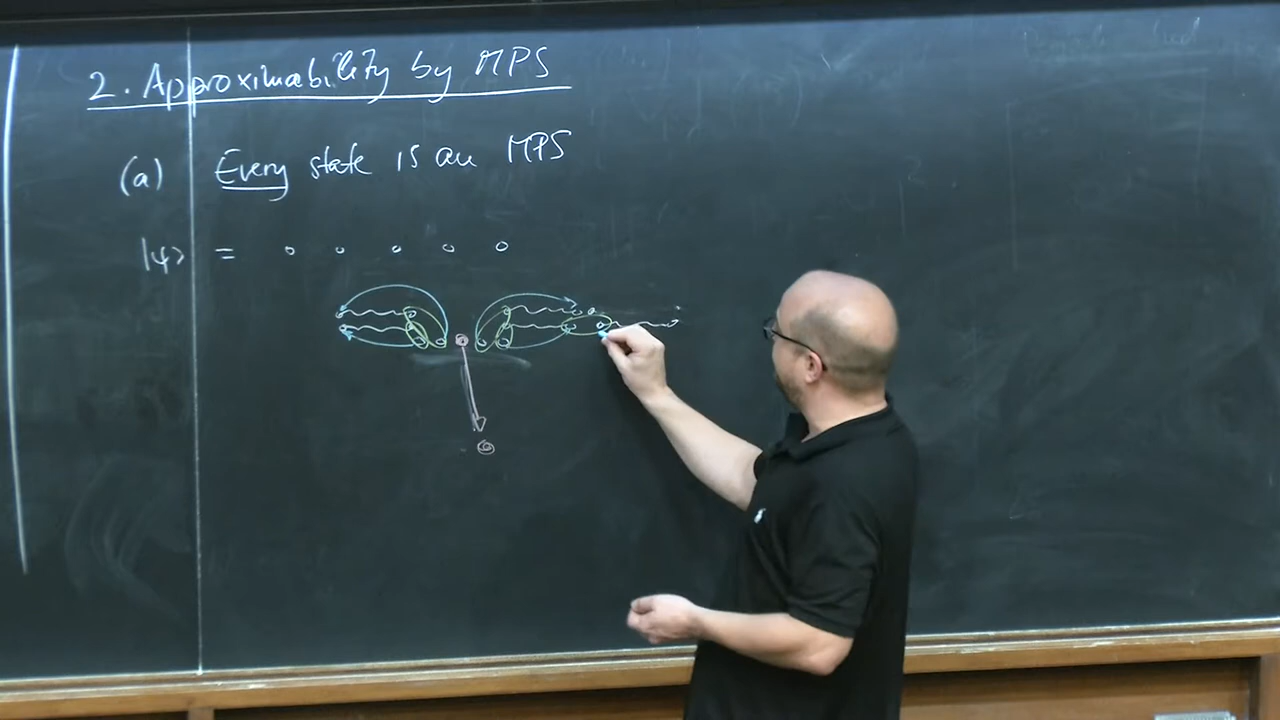 2. Approximability by MPS
(a) Every state is an MPS
|ψ> = o o o o o